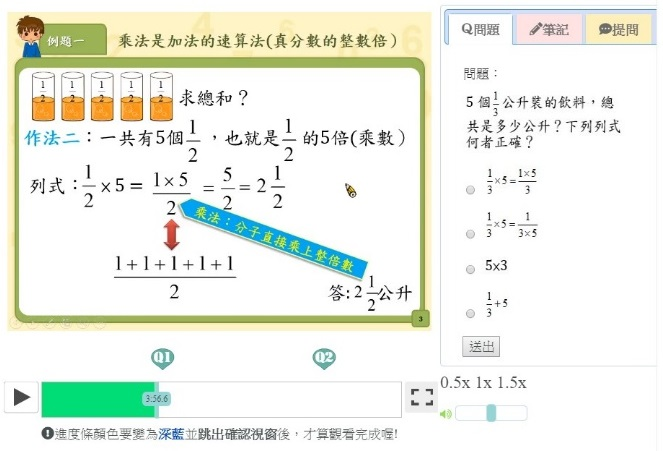 例題一
乘法是加法的速算法(真分數的整數倍)
1/2 1/2 1/2 1/2 1/2 求總和？
作法二：一共有5個1/2，也就是1/2的5倍(乘數)
列式：1/2 × 5 = 1×5/2 = 5/2 = 2 1/2
乘法：分子直接乘上整倍數
1+1+1+1+1/2
答:2 1/2公升
3
Q1 Q2
3:56.6
進度條顏色要變為深藍並跳出確認視窗後，才算觀看完成喔!
Q問題 筆記 提問
問題：
5 個1/3公升裝的飲料，總
共是多少公升？下列列式
何者正確？
1/3×5=1×5/3
1/3×5=1/3×5
5x3
1/3+5
送出
0.5x 1x 1.5x